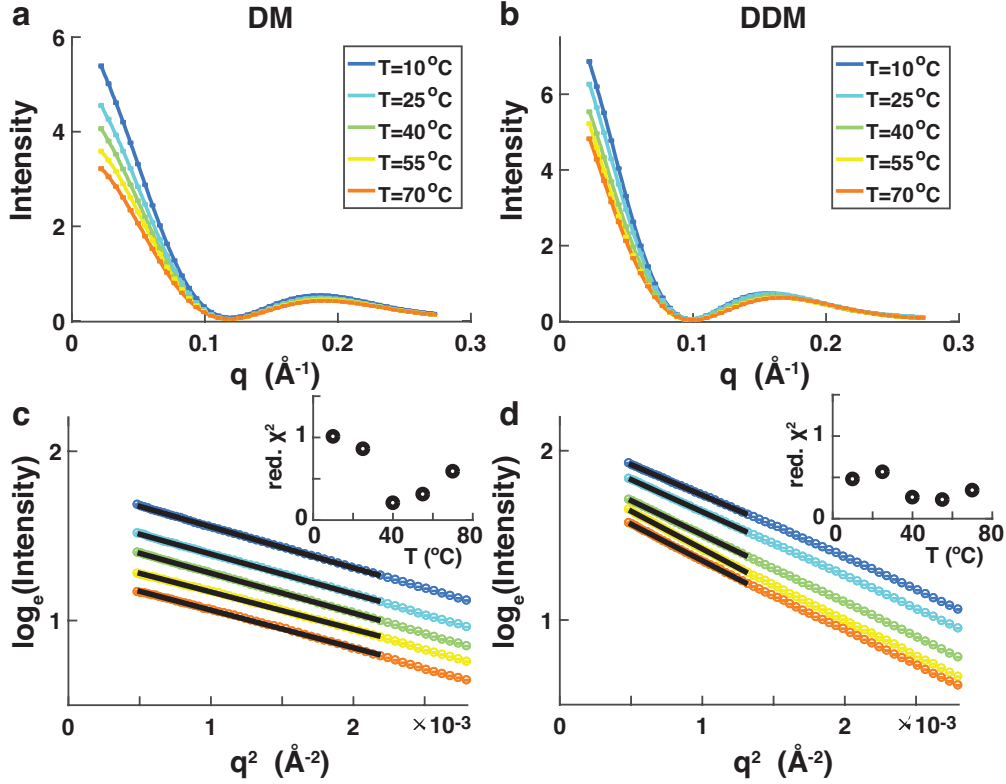 a DM
Intensity
6
4
2
0
0 0.1 0.2 0.3
q (Å⁻¹)
T=10°C
T=25°C
T=40°C
T=55°C
T=70°C
b DDM
Intensity
6
4
2
0
0 0.1 0.2 0.3
q (Å⁻¹)
T=10°C
T=25°C
T=40°C
T=55°C
T=70°C
c
logₑ(Intensity)
2
1
0 1 2 ×10⁻³
q² (Å⁻²)
red. χ²
1
0
0 40 80
T (°C)
d
logₑ(Intensity)
2
1
0 1 2 ×10⁻³
q² (Å⁻²)
red. χ²
1
0
0 40 80
T (°C)